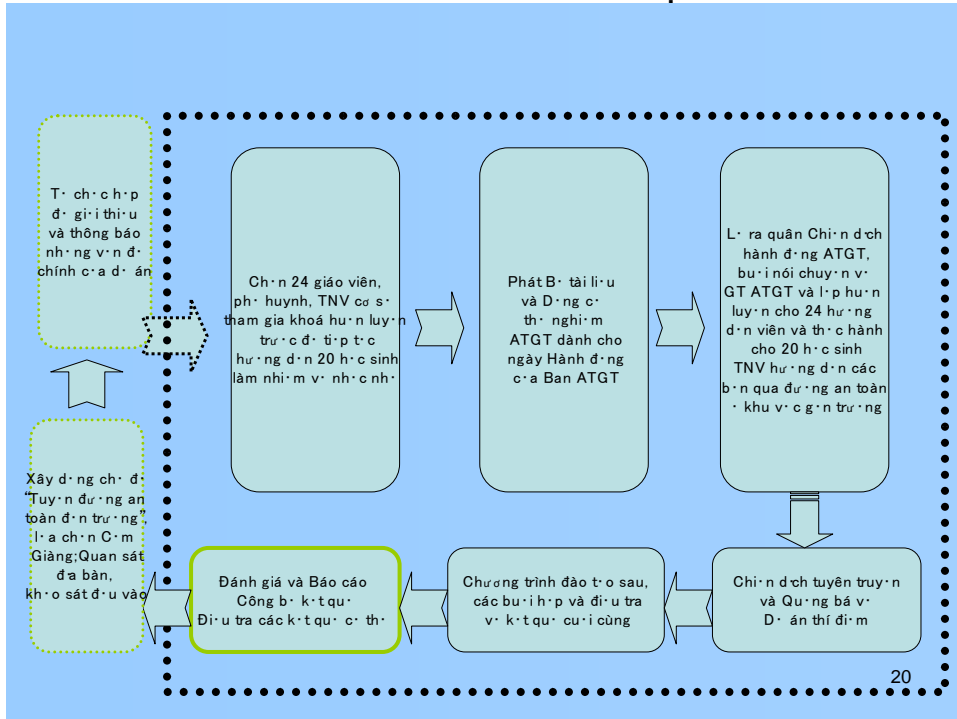 T· ch·c h·p
đ· gi·i thi·u
và thông báo
nh·ng v·n đ·
chính c·a d· án
Ch·n 24 giáo viên,
ph· huynh, TNV cơ s·
tham gia khoá hu·n luy·n
trư·c đ· ti·p t·c
hư·ng d·n 20 h·c sinh
làm nhi·m v· nh·c nh·
Phát B· tài li·u
và D·ng c·
th· nghi·m
ATGT dành cho
ngày Hành đ·ng
c·a Ban ATGT
L· ra quân Chi·n dch
hành đ·ng ATGT,
bu·i nói chuy·n v·
GT ATGT và l·p hu·n
luy·n cho 24 hư·ng
d·n viên và th·c hành
cho 20 h·c sinh
TNV hư·ng d·n các
b·n qua đư·ng an toàn
· khu v·c g·n trư·ng
Xây d·ng ch· đ·
“Tuy·n đư·ng an
toàn đ·n trư·ng”,
l·a ch·n C·m
Giàng;Quan sát
đa bàn,
kh·o sát đ·u vào
Đánh giá và Báo cáo
Công b· k·t qu·
Đi·u tra các k·t qu· c· th·
Chương trình đào t·o sau,
các bu·i h·p và đi·u tra
v· k·t qu· cu·i cùng
Chi·n dch tuyên truy·n
và Qu·ng bá v·
D· án thí đi·m
20